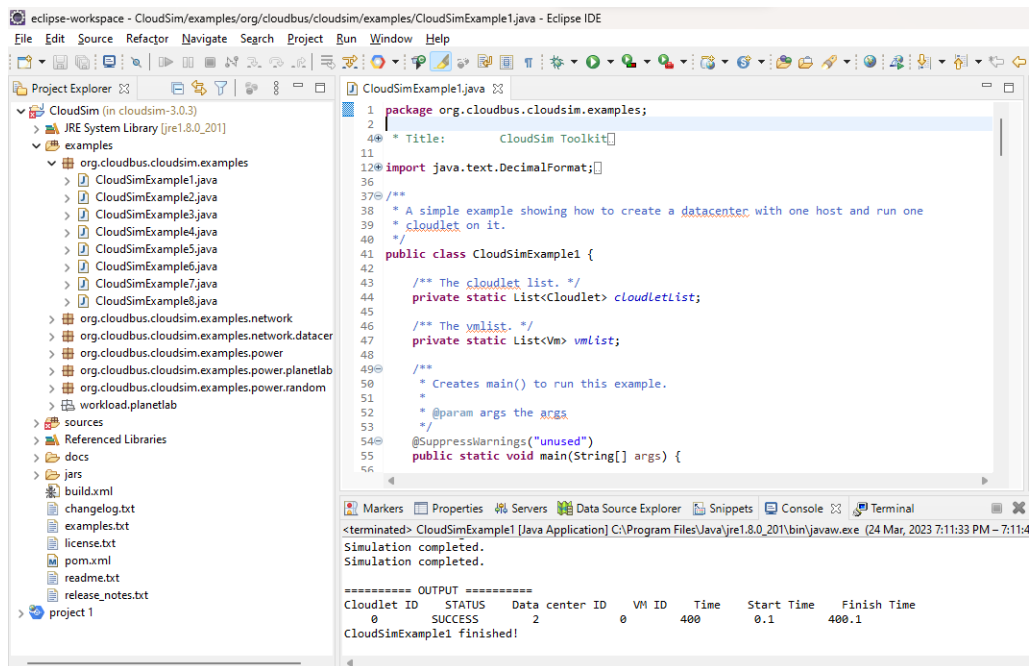 eclipse-workspace - CloudSim/examples/org/cloudbus/cloudsim/examples/CloudSimExample1.java - Eclipse IDE
File Edit Source Refactor Navigate Search Project Run Window Help
Project Explorer
CloudSim (in cloudsim-3.0.3)
JRE System Library [jre1.8.0_201]
examples
org.cloudbus.cloudsim.examples
CloudSimExample1.java
CloudSimExample2.java
CloudSimExample3.java
CloudSimExample4.java
CloudSimExample5.java
CloudSimExample6.java
CloudSimExample7.java
CloudSimExample8.java
org.cloudbus.cloudsim.examples.network
org.cloudbus.cloudsim.examples.network.datacer
org.cloudbus.cloudsim.examples.power
org.cloudbus.cloudsim.examples.power.planetlab
org.cloudbus.cloudsim.examples.power.random
workload.planetlab
sources
Referenced Libraries
docs
jars
build.xml
changelog.txt
examples.txt
license.txt
pom.xml
readme.txt
release_notes.txt
project 1
CloudSimExample1.java
1 package org.cloudbus.cloudsim.examples;
2
4 * Title: CloudSim Toolkit
11
12 import java.text.DecimalFormat;
36
37 /**
38 * A simple example showing how to create a datacenter with one host and run one
39 * cloudlet on it.
40 */
41 public class CloudSimExample1 {
42
43 /** The cloudlet list. */
44 private static List<Cloudlet> cloudletList;
45
46 /** The vmlist. */
47 private static List<Vm> vmlist;
48
49 /**
50 * Creates main() to run this example.
51 *
52 * @param args the args
53 */
54 @SuppressWarnings("unused")
55 public static void main(String[] args) {
56
Markers Properties Servers Data Source Explorer Snippets Console Terminal
<terminated> CloudSimExample1 [Java Application] C:\Program Files\Java\jre1.8.0_201\bin\javaw.exe (24 Mar, 2023 7:11:33 PM – 7:11:4
Simulation completed.
Simulation completed.
========== OUTPUT ==========
Cloudlet ID STATUS Data center ID VM ID Time Start Time Finish Time
0 SUCCESS 2 0 400 0.1 400.1
CloudSimExample1 finished!